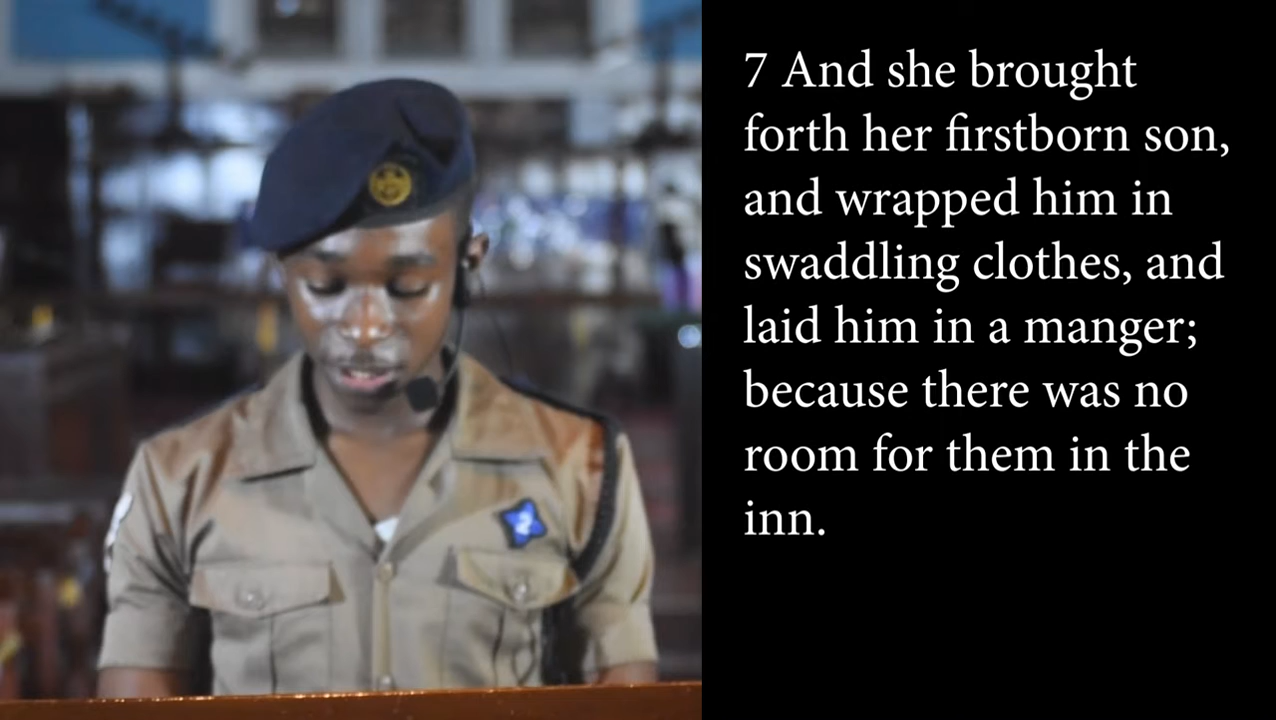 7 And she brought
forth her firstborn son,
and wrapped him in
swaddling clothes, and
laid him in a manger;
because there was no
room for them in the
inn.